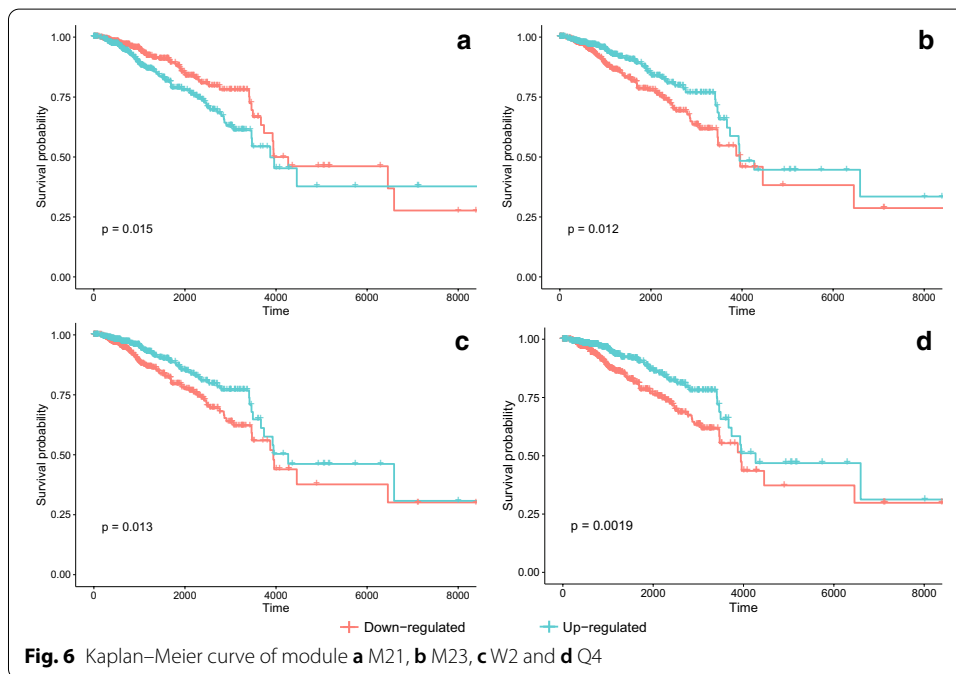 a
1.00
0.75
0.50
0.25
0.00
Survival probability
p = 0.015
0 2000 4000 6000 8000
Time
b
1.00
0.75
0.50
0.25
0.00
Survival probability
p = 0.012
0 2000 4000 6000 8000
Time
c
1.00
0.75
0.50
0.25
0.00
Survival probability
p = 0.013
0 2000 4000 6000 8000
Time
d
1.00
0.75
0.50
0.25
0.00
Survival probability
p = 0.0019
0 2000 4000 6000 8000
Time
Down−regulated Up−regulated
Fig. 6 Kaplan–Meier curve of module a M21, b M23, c W2 and d Q4